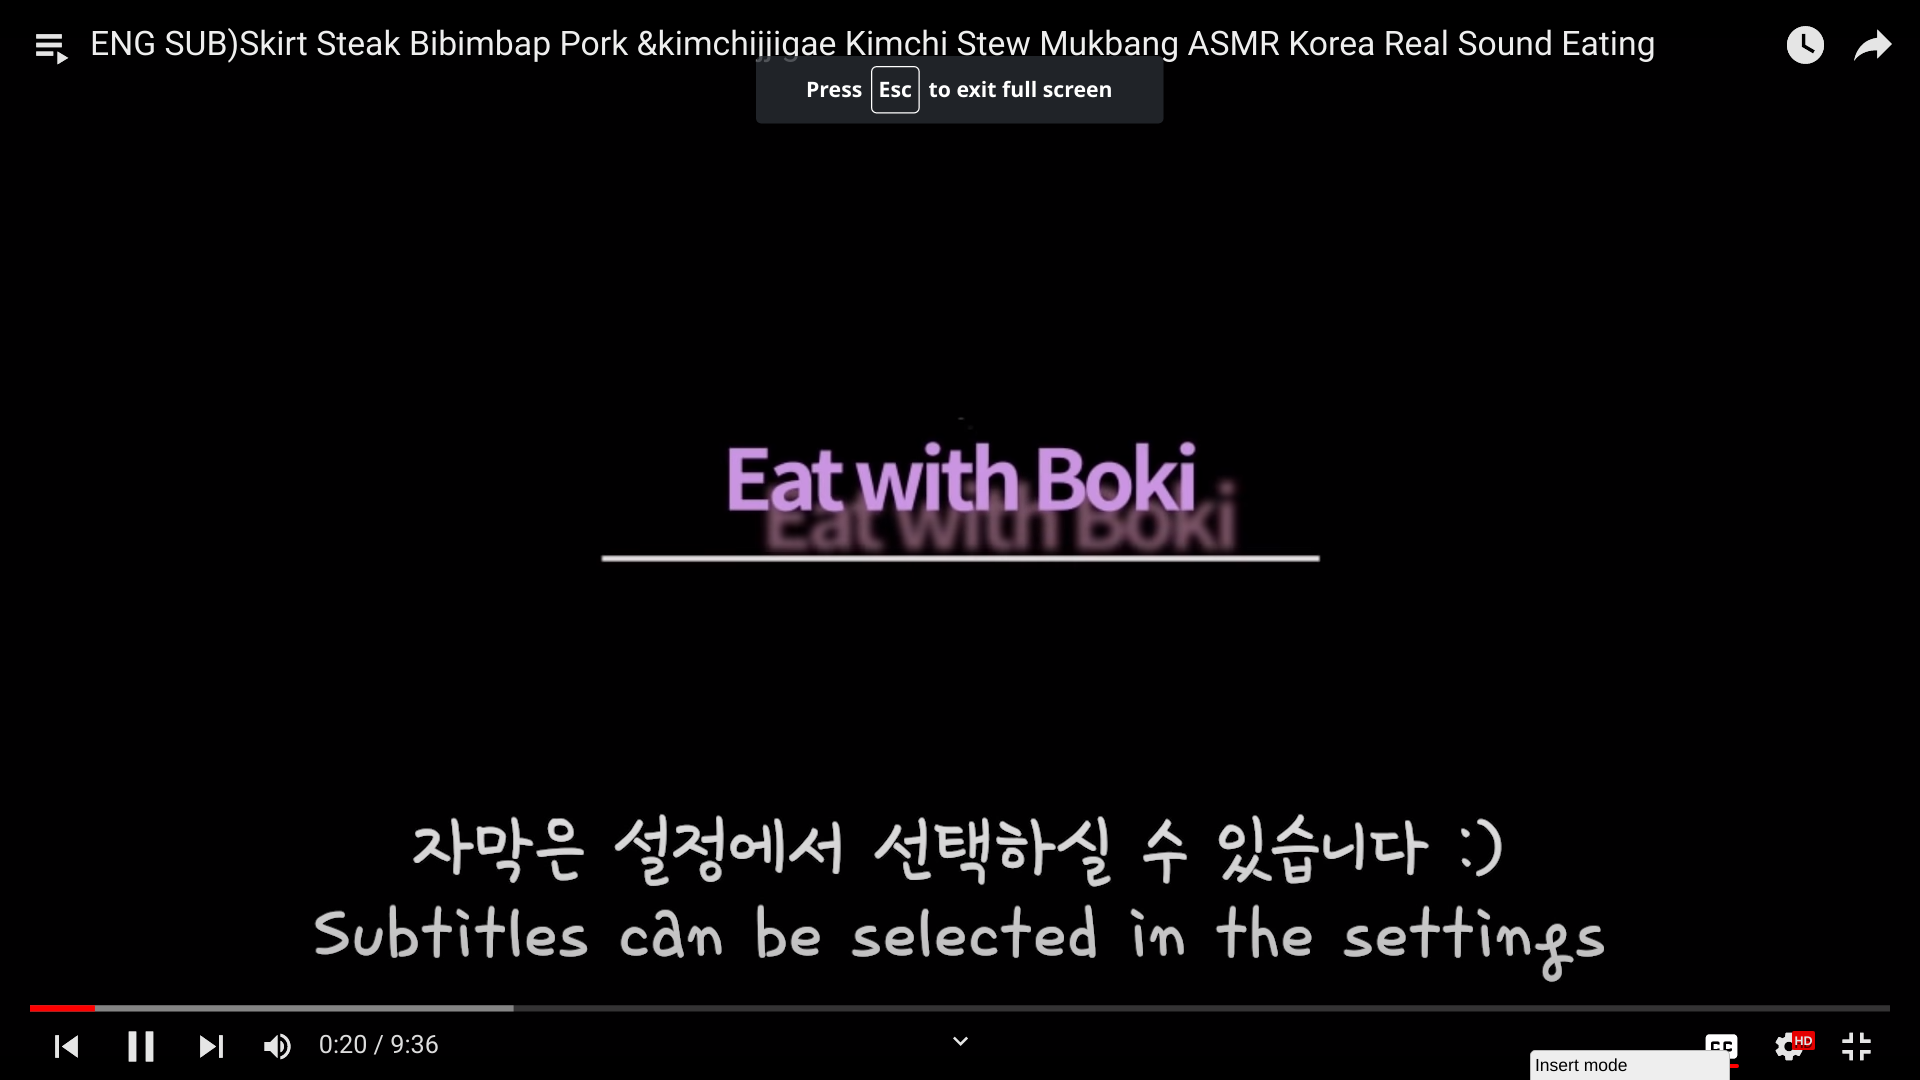 ENG SUB)Skirt Steak Bibimbap Pork &kimchijjigae Kimchi Stew Mukbang ASMR Korea Real Sound Eating
Press Esc to exit full screen
Eat with Boki
Eat with Boki
자막은 설정에서 선택하실 수 있습니다 :)
Subtitles can be selected in the settings
0:20 / 9:36
CC
HD
Insert mode